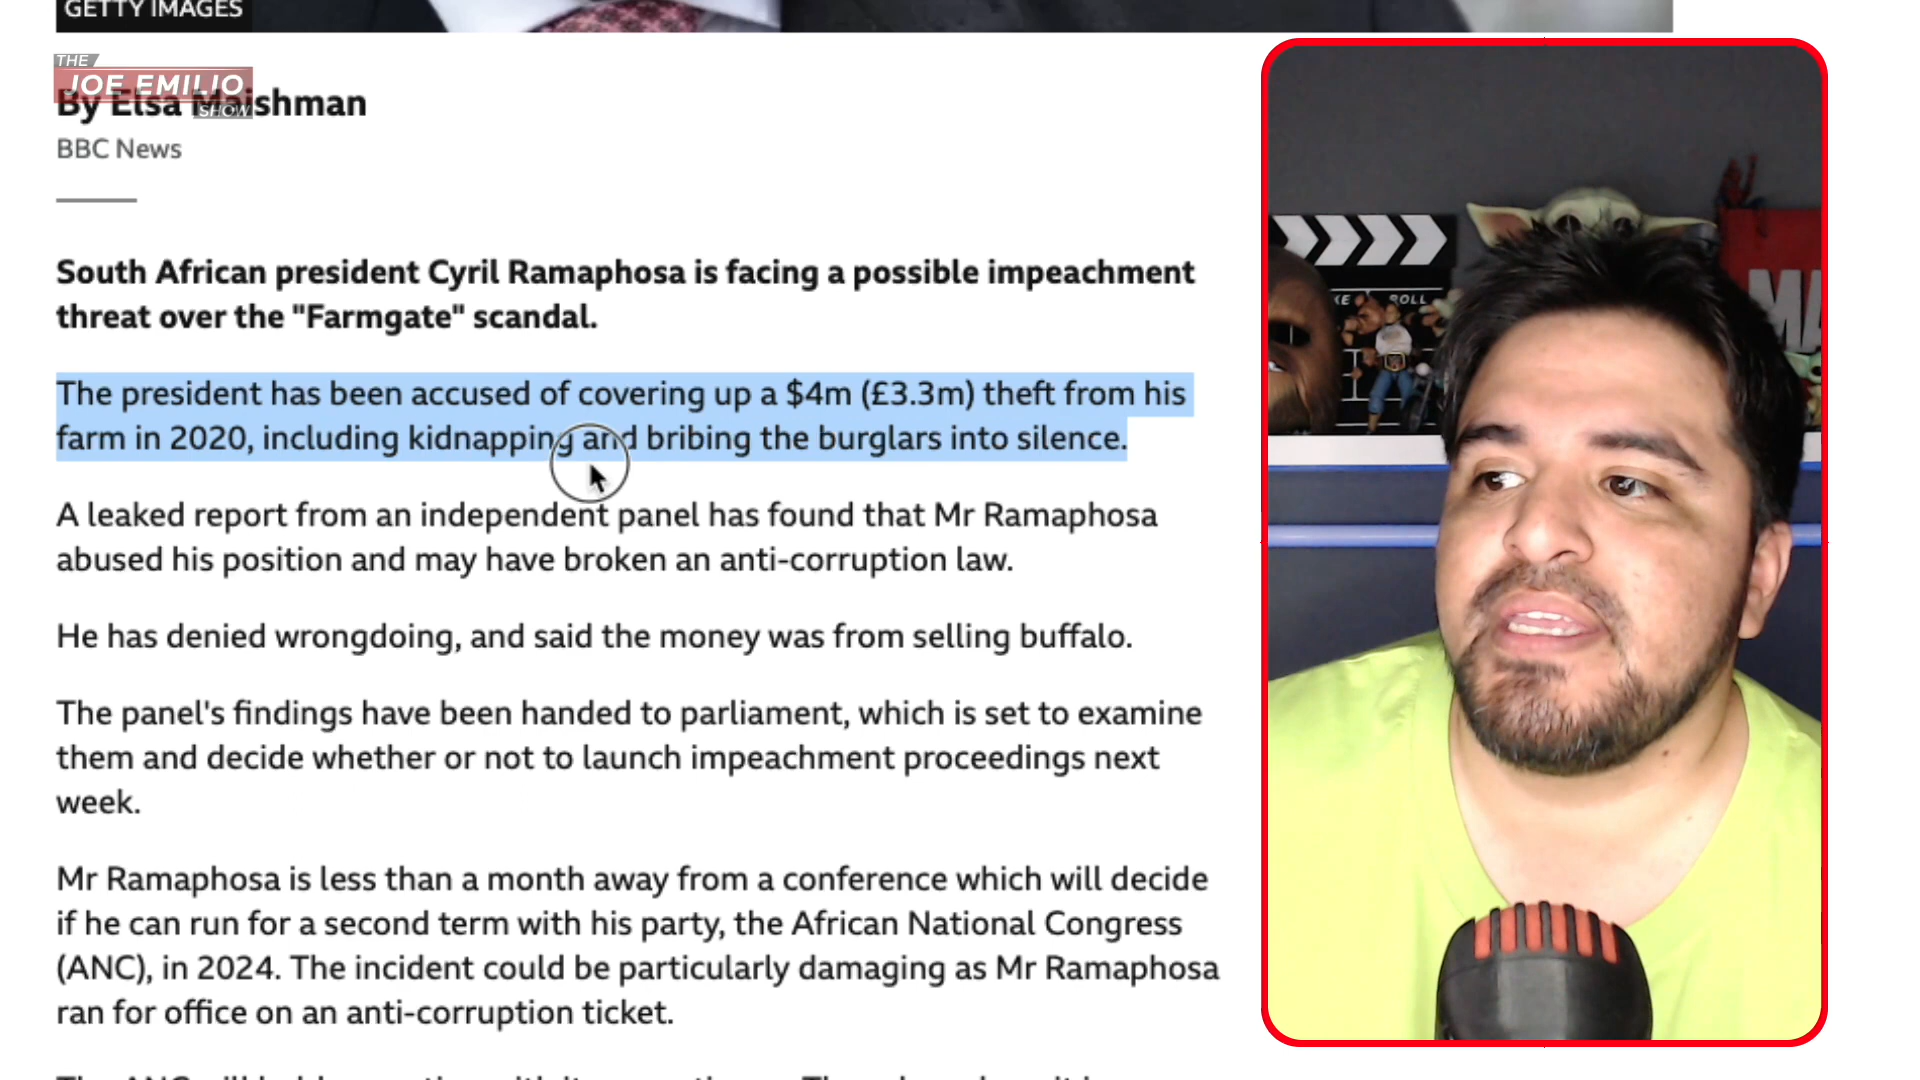 GETTY IMAGES
THE
JOE EMILIO
SHOW
By Elsa Maishman
BBC News
South African president Cyril Ramaphosa is facing a possible impeachment
threat over the "Farmgate" scandal.
The president has been accused of covering up a $4m (£3.3m) theft from his
farm in 2020, including kidnapping and bribing the burglars into silence.
A leaked report from an independent panel has found that Mr Ramaphosa
abused his position and may have broken an anti-corruption law.
He has denied wrongdoing, and said the money was from selling buffalo.
The panel's findings have been handed to parliament, which is set to examine
them and decide whether or not to launch impeachment proceedings next
week.
Mr Ramaphosa is less than a month away from a conference which will decide
if he can run for a second term with his party, the African National Congress
(ANC), in 2024. The incident could be particularly damaging as Mr Ramaphosa
ran for office on an anti-corruption ticket.
ROLL
MA